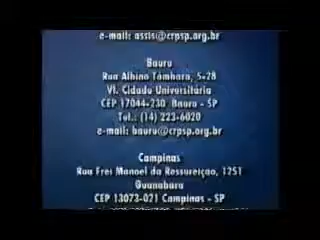 e-mail: assis@crpsp.org.br
Bauru
Rua Albino Tâmbara, 5-28
Vl. Cidade Universitária
CEP 17044-230 Bauru - SP
Tel.: (14) 223-6020
e-mail: bauru@crpsp.org.br
Campinas
Rua Frei Manoel da Ressureição, 1251
Guanabara
CEP 13073-021 Campinas - SP